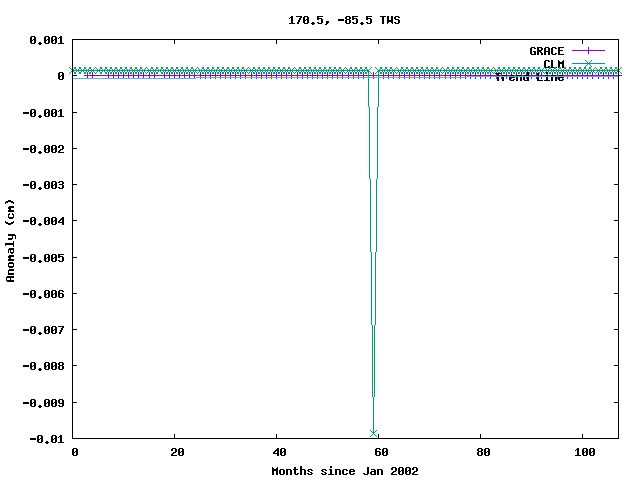 170.5, -85.5 TWS
0.001
0
-0.001
-0.002
-0.003
-0.004
-0.005
-0.006
-0.007
-0.008
-0.009
-0.01
Anomaly (cm)
GRACE
CLM
Trend Line
0 20 40 60 80 100
Months since Jan 2002